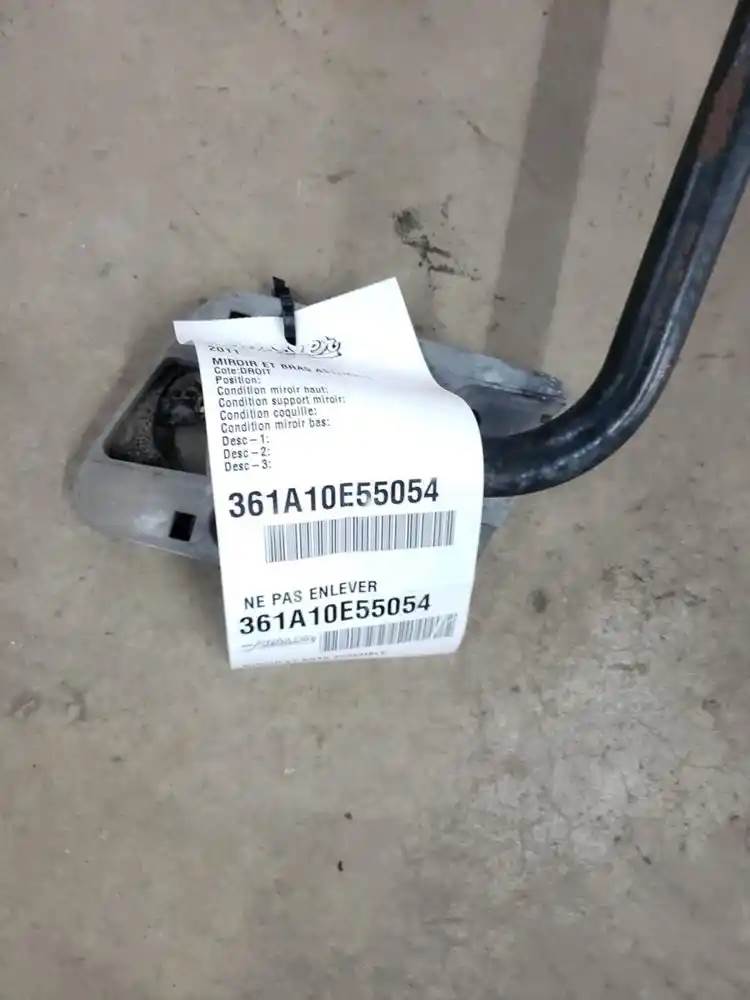 2011
MIROIR ET BRAS
Cote:DROIT
Position:
Condition miroir haut:
Condition support miroir:
Condition coquille:
Condition miroir bas:
Desc-1:
Desc-2:
Desc-3:
361A10E55054
NE PAS ENLEVER
361A10E55054